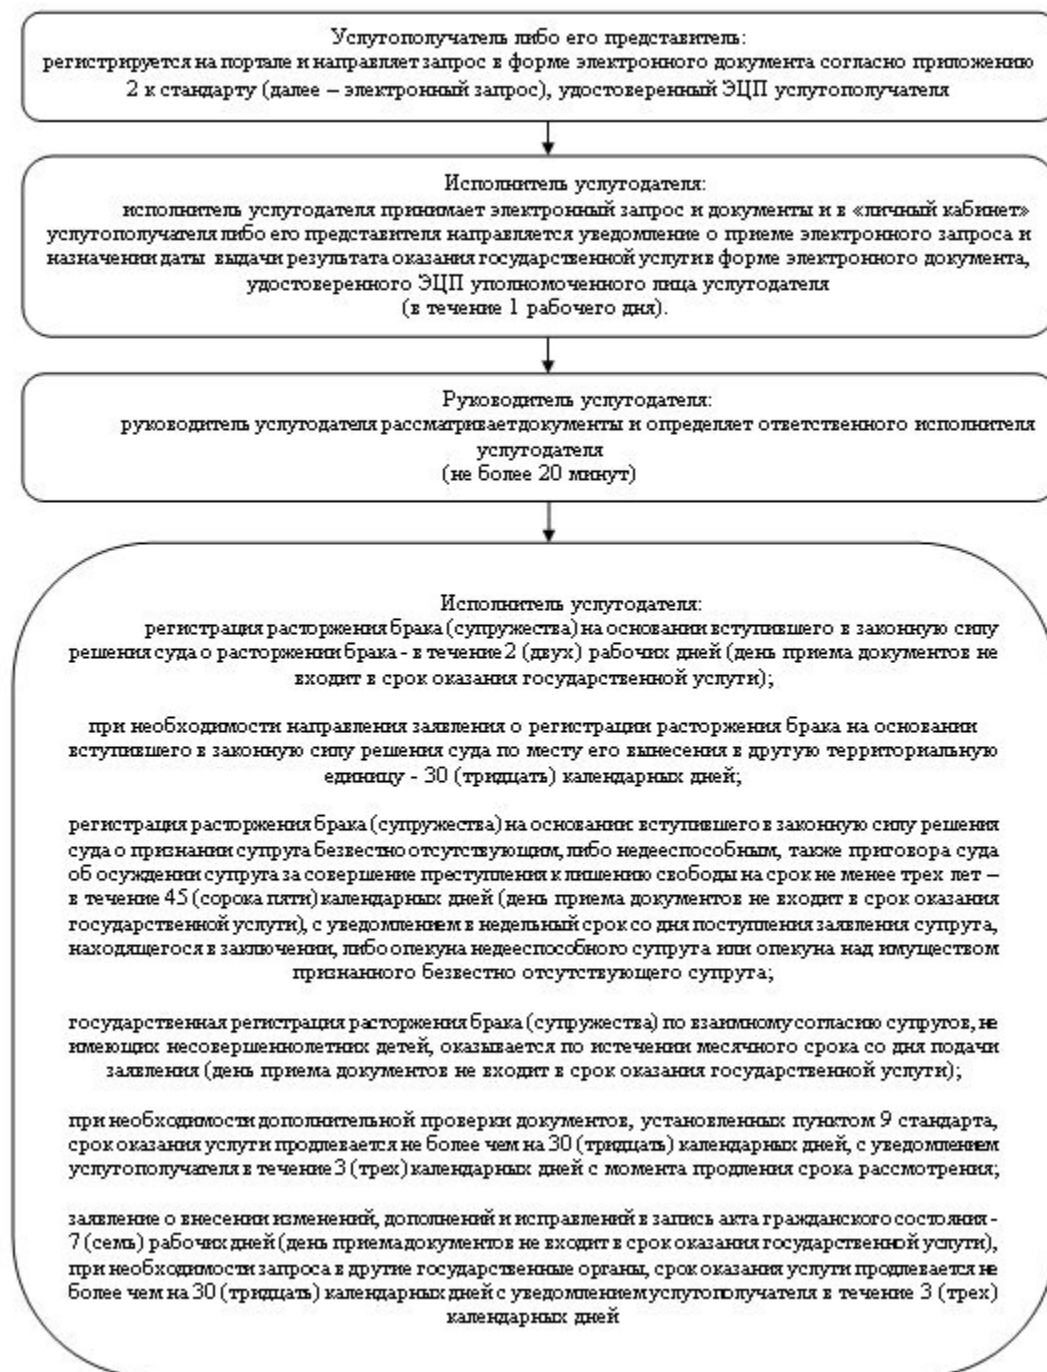 Услугополучатель либо его представитель:
регистрируется на портале и направляет запрос в форме электронного документа согласно приложению
2 к стандарту (далее – электронный запрос), удостоверенный ЭЦП услугополучателя
Исполнитель услугодателя:
исполнитель услугодателя принимает электронный запрос и документы и в «личный кабинет»
услугополучателя либо его представителя направляется уведомление о приеме электронного запроса и
назначении даты выдачи результата оказания государственной услуги в форме электронного документа,
удостоверенного ЭЦП уполномоченного лица услугодателя
(в течение 1 рабочего дня).
Руководитель услугодателя:
руководитель услугодателя рассматривает документы и определяет ответственного исполнителя
услугодателя
(не более 20 минут)
Исполнитель услугодателя:
регистрация расторжения брака (супружества) на основании вступившего в законную силу
решения суда о расторжении брака - в течение 2 (двух) рабочих дней (день приема документов не
входит в срок оказания государственной услуги);
при необходимости направления заявления о регистрации расторжения брака на основании
вступившего в законную силу решения суда по месту его вынесения в другую территориальную
единицу - 30 (тридцать) календарных дней;
регистрация расторжения брака (супружества) на основании: вступившего в законную силу решения
суда о признании супруга безвестно отсутствующим, либо недееспособным, также приговора суда
об осуждении супруга за совершение преступления к лишению свободы на срок не менее трех лет –
в течение 45 (сорока пяти) календарных дней (день приема документов не входит в срок оказания
государственной услуги), с уведомлением в недельный срок со дня поступления заявления супруга,
находящегося в заключении, либо опекуна недееспособного супруга или опекуна над имуществом
признанного безвестно отсутствующего супруга;
государственная регистрация расторжения брака (супружества) по взаимному согласию супругов, не
имеющих несовершеннолетних детей, оказывается по истечении месячного срока со дня подачи
заявления (день приема документов не входит в срок оказания государственной услуги);
при необходимости дополнительной проверки документов, установленных пунктом 9 стандарта,
срок оказания услуги продлевается не более чем на 30 (тридцать) календарных дней, с уведомлением
услугополучателя в течение 3 (трех) календарных дней с момента продления срока рассмотрения;
заявление о внесении изменений, дополнений и исправлений в запись акта гражданского состояния -
7 (семь) рабочих дней (день приема документов не входит в срок оказания государственной услуги),
при необходимости запроса в другие государственные органы, срок оказания услуги продлевается не
более чем на 30 (тридцать) календарных дней с уведомлением услугополучателя в течение 3 (трех)
календарных дней